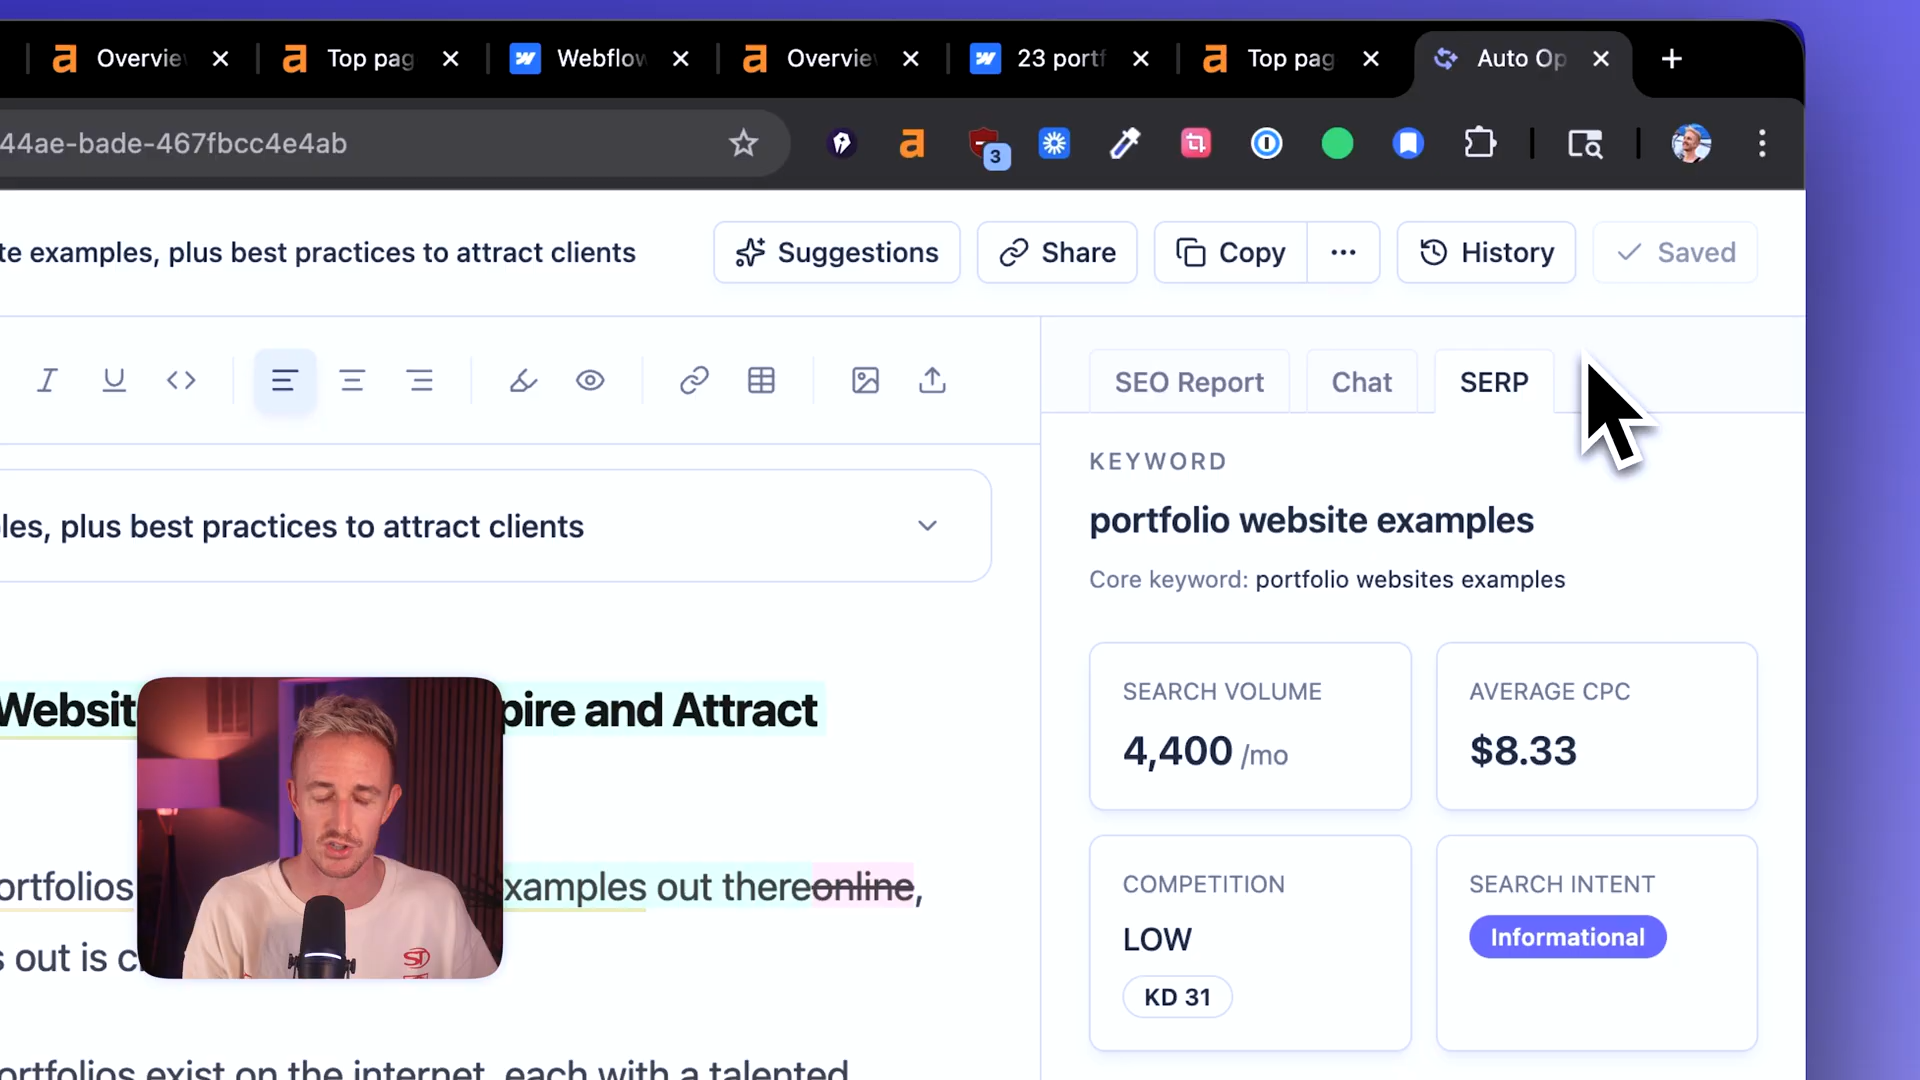 Overvie
Top pag
Webflow
Overvie
23 portf
Top pag
Auto Op
44ae-bade-467fbcc4e4ab
3
te examples, plus best practices to attract clients
Suggestions
Share
Copy
History
Saved
SEO Report
Chat
SERP
les, plus best practices to attract clients
KEYWORD
portfolio website examples
Core keyword: portfolio websites examples
SEARCH VOLUME
4,400 /mo
AVERAGE CPC
$8.33
COMPETITION
LOW
KD 31
SEARCH INTENT
Informational
Websit pire and Attract
ortfolios xamples out thereonline,
s out is c
ortfolios exist on the internet, each with a talented
ST